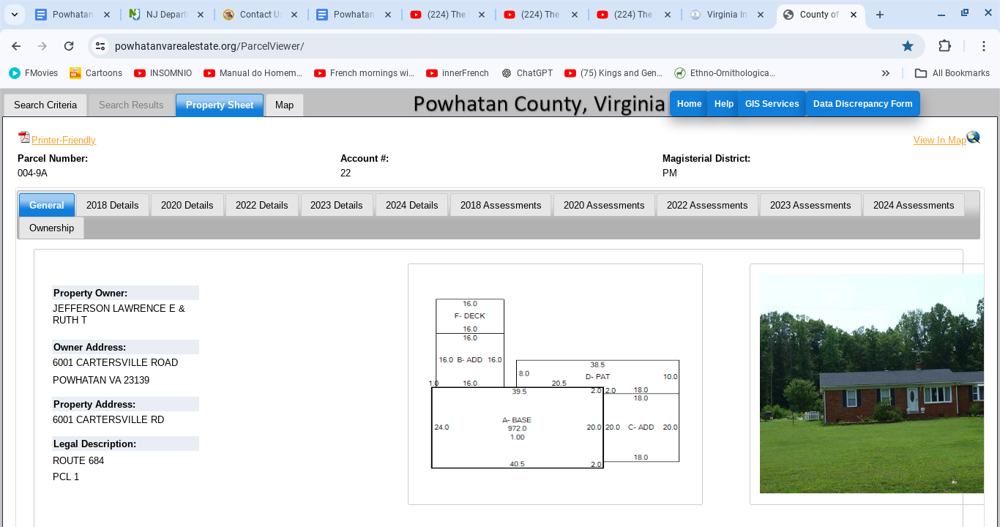 Powhatan
NJ Depart
Contact U
Powhatan
(224) The
(224) The
(224) The
Virginia In
County of
powhatanvarealestate.org/ParcelViewer/
FMovies
Cartoons
INSOMNIO
Manual do Homem...
French mornings wi...
innerFrench
ChatGPT
(75) Kings and Gen...
Ethno-Ornithologica...
All Bookmarks
Search Criteria
Search Results
Property Sheet
Map
Powhatan County, Virginia
Home
Help
GIS Services
Data Discrepancy Form
Printer-Friendly
View In Map
Parcel Number:
Account #:
Magisterial District:
004-9A
22
PM
General
2018 Details
2020 Details
2022 Details
2023 Details
2024 Details
2018 Assessments
2020 Assessments
2022 Assessments
2023 Assessments
2024 Assessments
Ownership
Property Owner:
JEFFERSON LAWRENCE E &
RUTH T
Owner Address:
6001 CARTERSVILLE ROAD
POWHATAN VA 23139
Property Address:
6001 CARTERSVILLE RD
Legal Description:
ROUTE 684
PCL 1
16.0
F- DECK
16.0
16.0
16.0 B- ADD 16.0
1.0 16.0
38.5
8.0
D- PAT
10.0
20.5
39.5
2.0 2.0
18.0
18.0
A- BASE
24.0
972.0
1.00
20.0 20.0
C- ADD
20.0
18.0
40.5
2.0